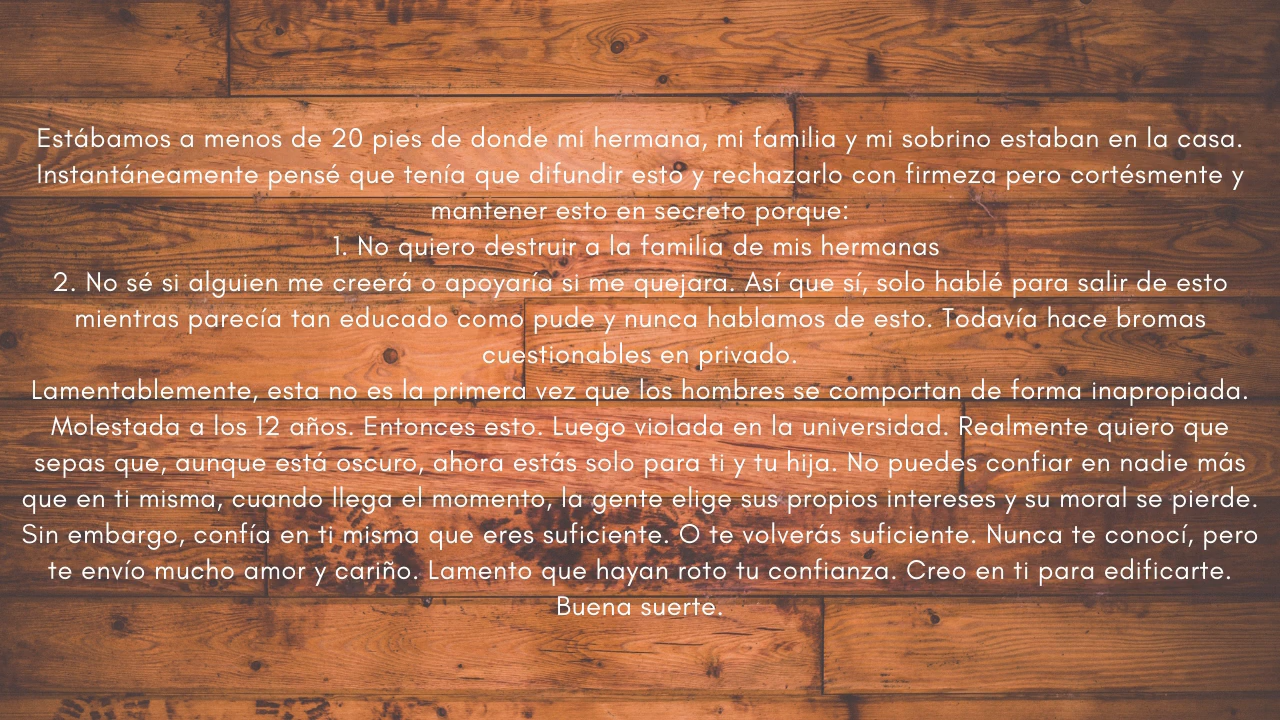 Estábamos a menos de 20 pies de donde mi hermana, mi familia y mi sobrino estaban en la casa.
Instantáneamente pensé que tenía que difundir esto y rechazarlo con firmeza pero cortésmente y
mantener esto en secreto porque:
1. No quiero destruir a la familia de mis hermanas
2. No sé si alguien me creerá o apoyaría si me quejara. Así que sí, solo hablé para salir de esto
mientras parecía tan educado como pude y nunca hablamos de esto. Todavía hace bromas
cuestionables en privado.
Lamentablemente, esta no es la primera vez que los hombres se comportan de forma inapropiada.
Molestada a los 12 años. Entonces esto. Luego violada en la universidad. Realmente quiero que
sepas que, aunque está oscuro, ahora estás solo para ti y tu hija. No puedes confiar en nadie más
que en ti misma, cuando llega el momento, la gente elige sus propios intereses y su moral se pierde.
Sin embargo, confía en ti misma que eres suficiente. O te volverás suficiente. Nunca te conocí, pero
te envío mucho amor y cariño. Lamento que hayan roto tu confianza. Creo en ti para edificarte.
Buena suerte.